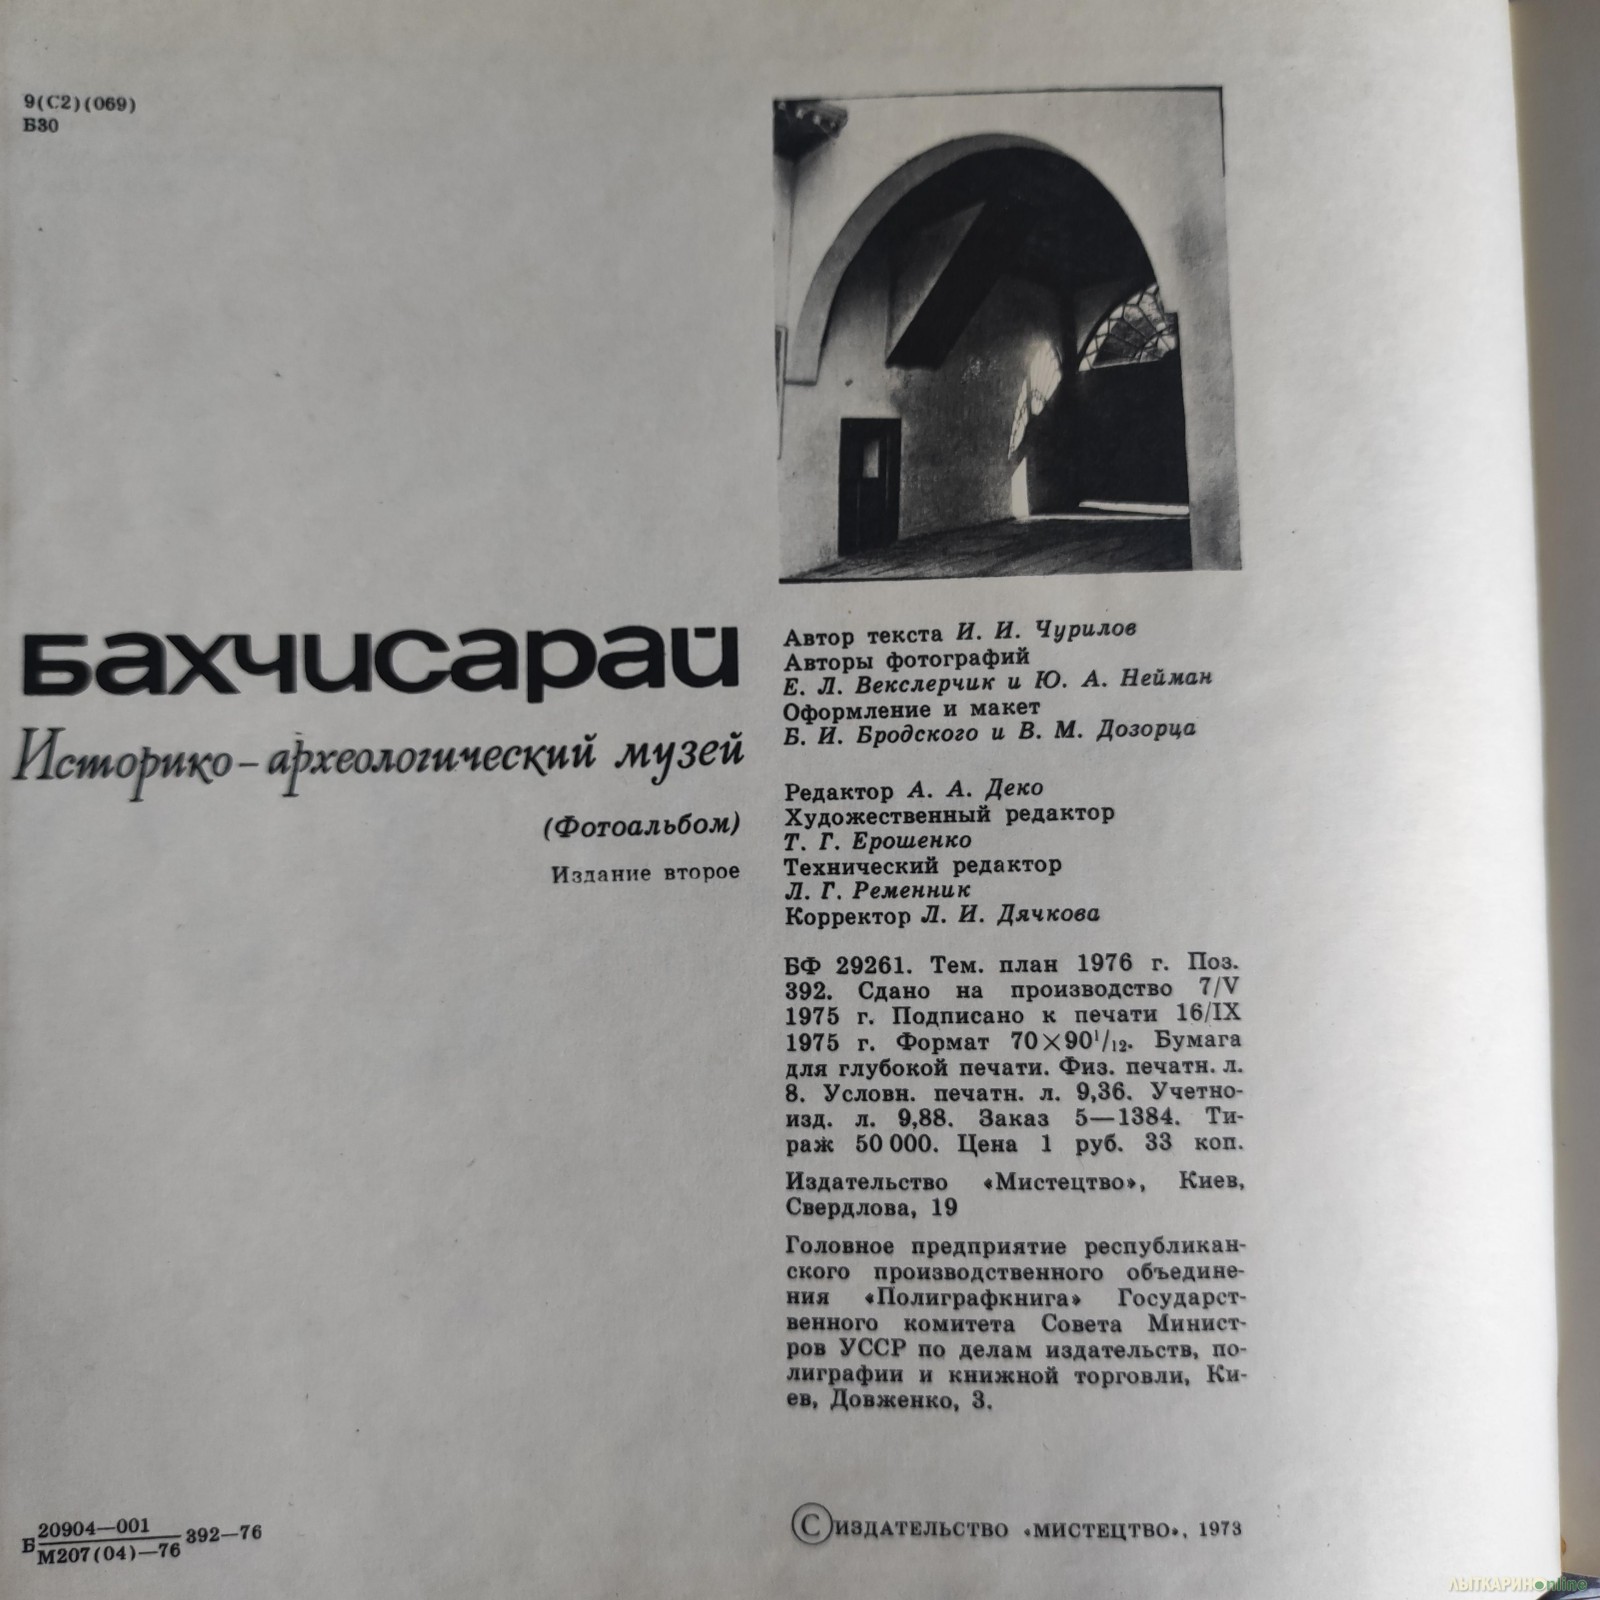 9(С2)(069)
Б30
Бахчисарай
Историко-археологический музей
(Фотоальбом)
Издание второе
Автор текста И. И. Чурилов
Авторы фотографий
Е. Л. Векслерчик и Ю. А. Нейман
Оформление и макет
Б. И. Бродского и В. М. Дозорца
Редактор А. А. Деко
Художественный редактор
Т. Г. Ерошенко
Технический редактор
Л. Г. Ременник
Корректор Л. И. Дячкова
БФ 29261. Тем. план 1976 г. Поз.
392. Сдано на производство 7/V
1975 г. Подписано к печати 16/IX
1975 г. Формат 70×90¹/₁₂. Бумага
для глубокой печати. Физ. печатн. л.
8. Условн. печатн. л. 9,36. Учетно-
изд. л. 9,88. Заказ 5—1384. Ти-
раж 50 000. Цена 1 руб. 33 коп.
Издательство «Мистецтво», Киев,
Свердлова, 19
Головное предприятие республикан-
ского производственного объедине-
ния «Полиграфкнига» Государст-
венного комитета Совета Минист-
ров УССР по делам издательств, по-
лиграфии и книжной торговли, Ки-
ев, Довженко, 3.
Б 20904—001 392—76
М207(04)—76
© ИЗДАТЕЛЬСТВО «МИСТЕЦТВО», 1973
ЛЫТКАРИНОonline